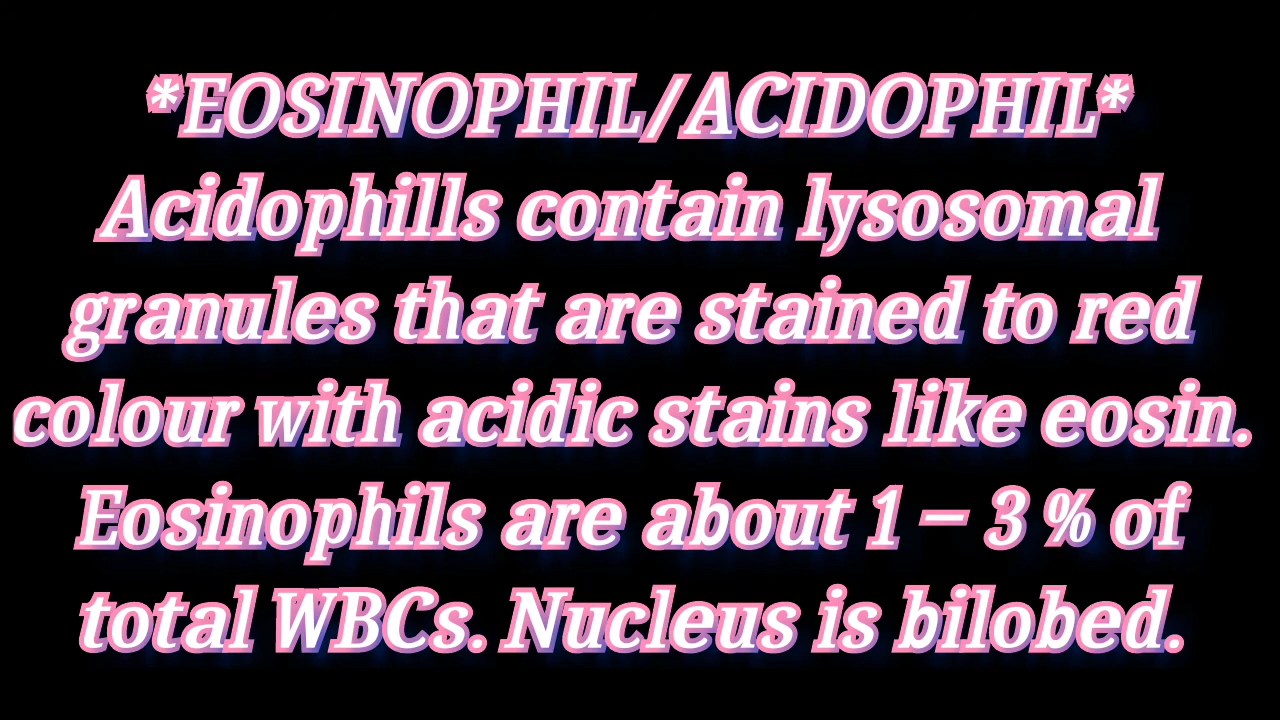 *EOSINOPHIL/ACIDOPHIL*
Acidophills contain lysosomal
granules that are stained to red
colour with acidic stains like eosin.
Eosinophils are about 1 – 3 % of
total WBCs. Nucleus is bilobed.